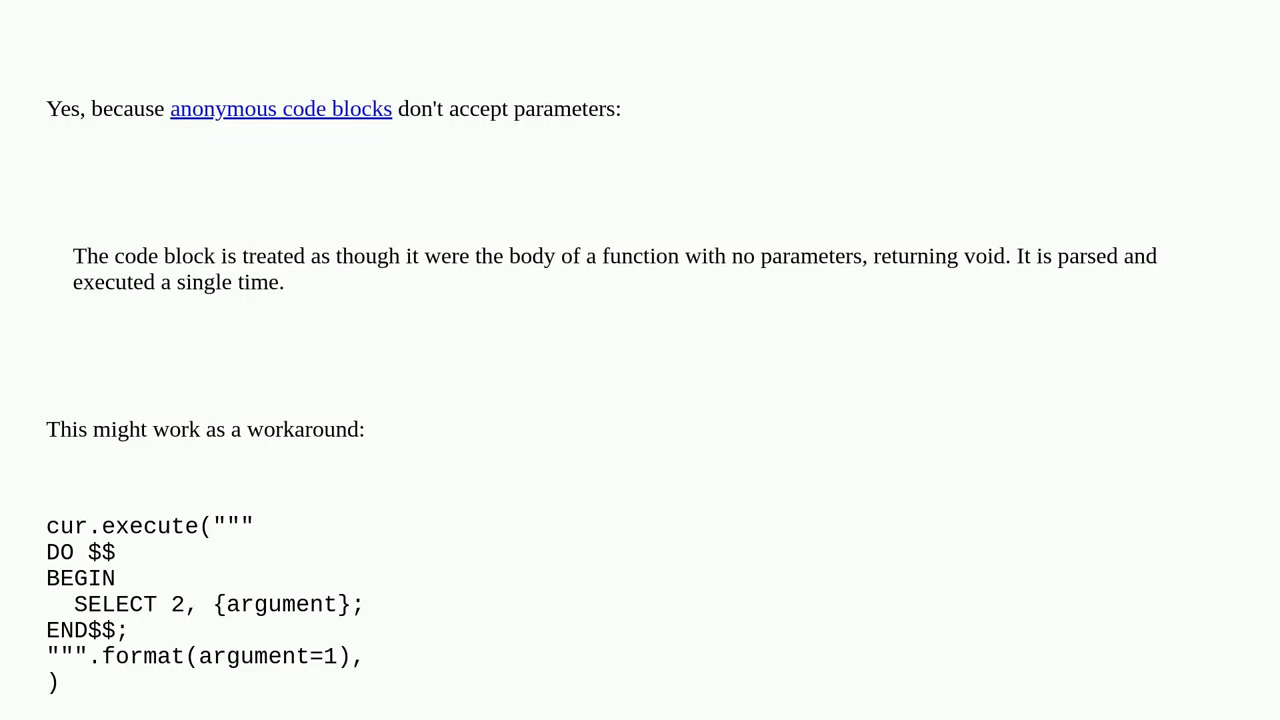 Yes, because anonymous code blocks don't accept parameters:
The code block is treated as though it were the body of a function with no parameters, returning void. It is parsed and
executed a single time.
This might work as a workaround:
cur.execute("""
DO $$
BEGIN
  SELECT 2, {argument};
END$$;
""".format(argument=1),
)